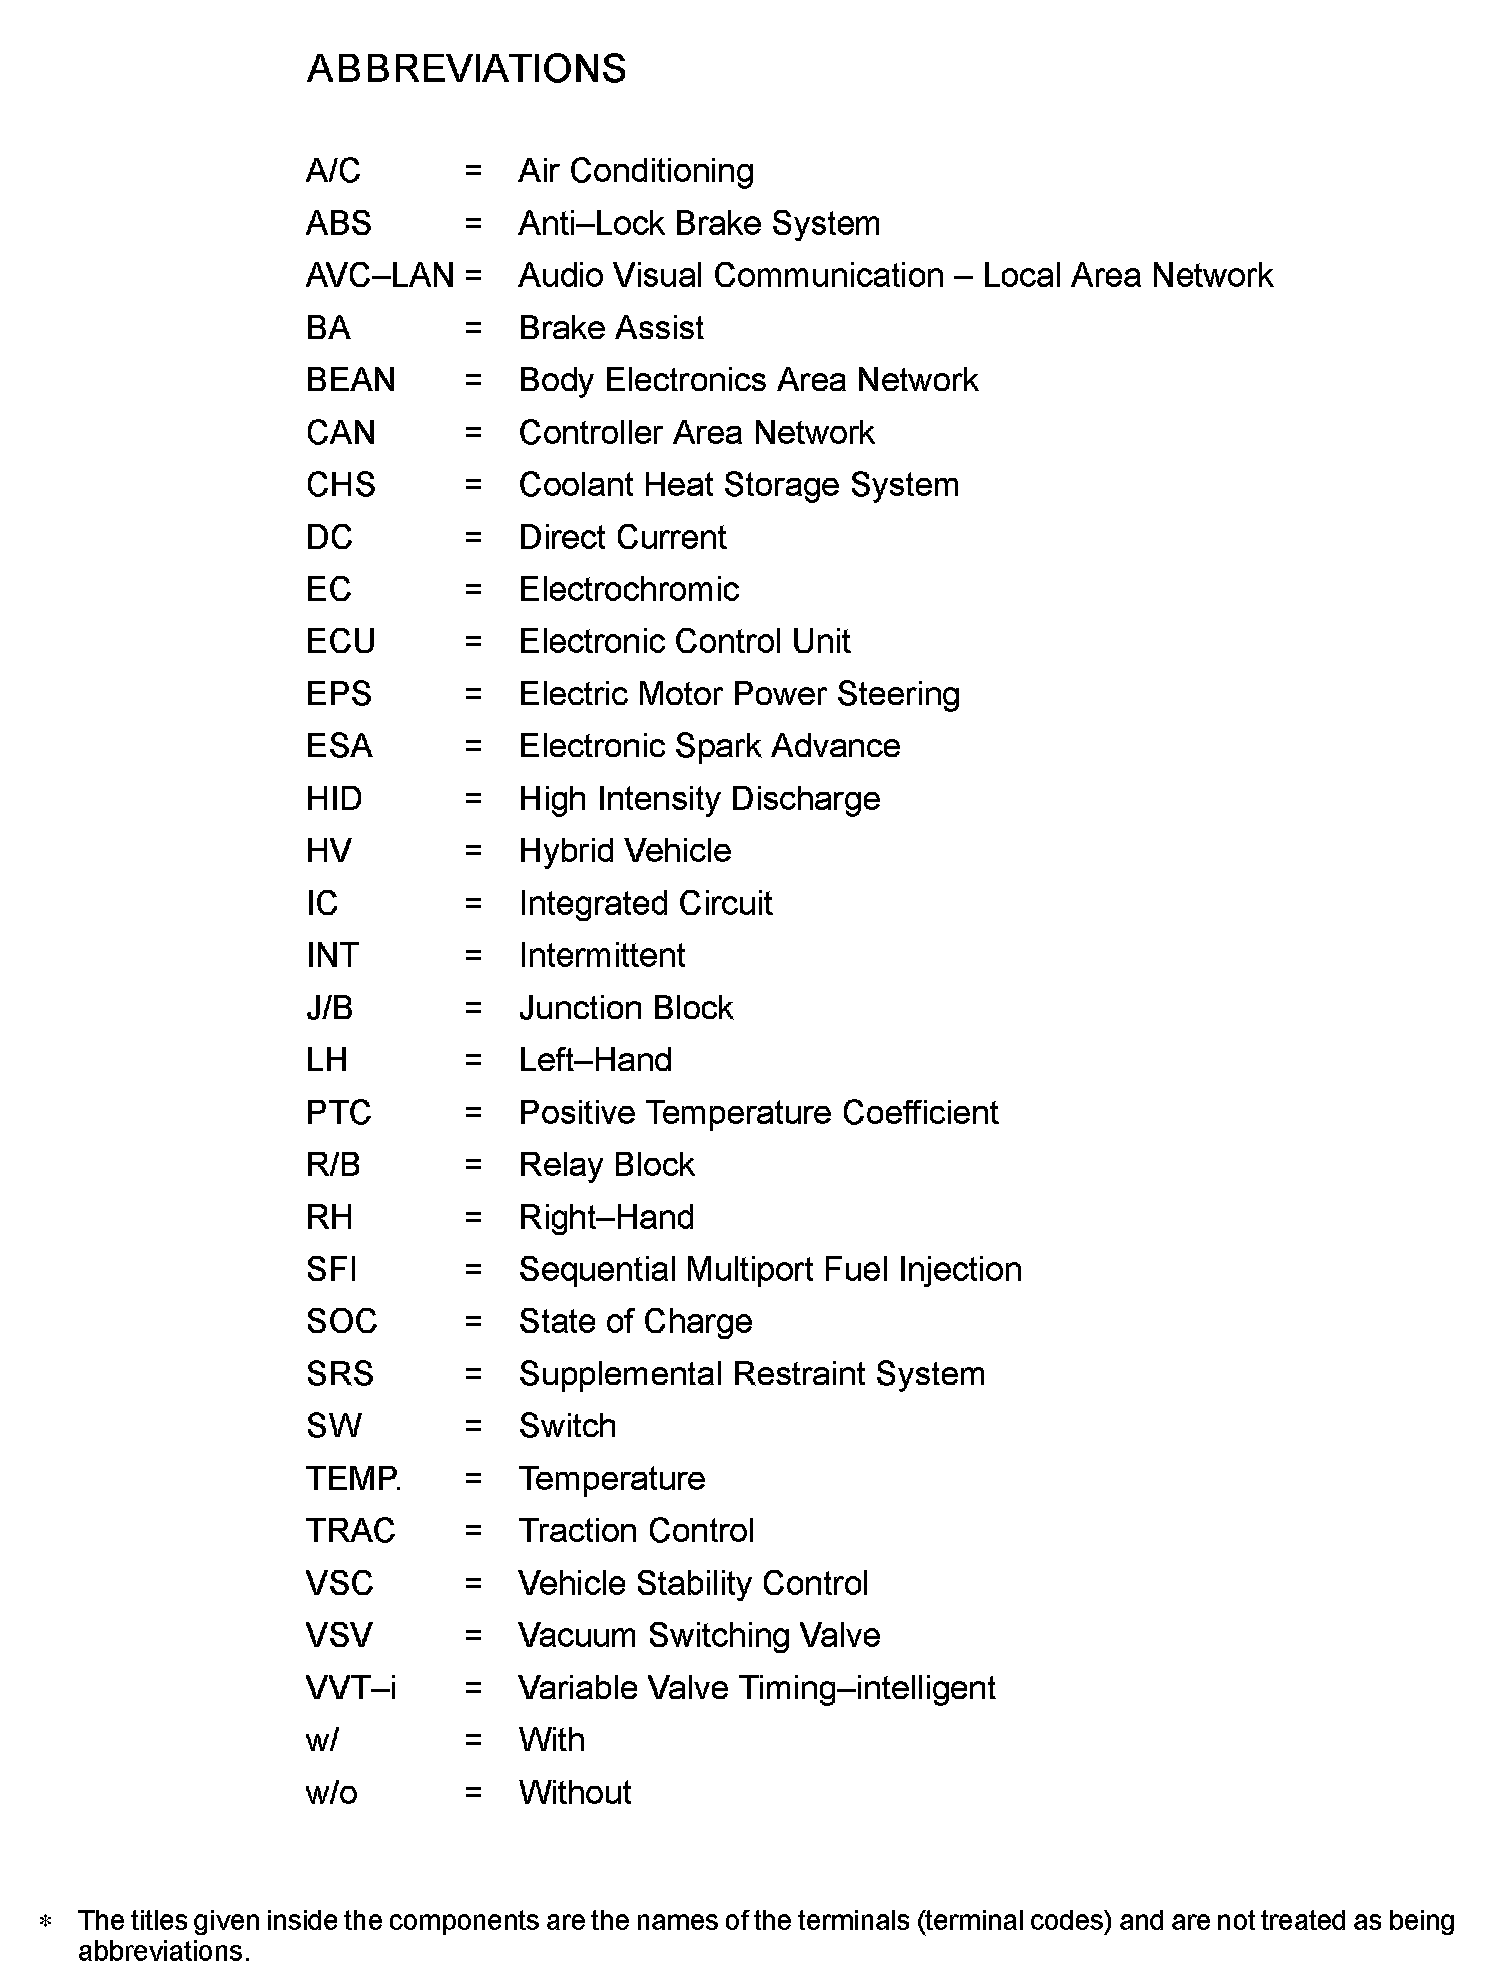 ABBREVIATIONS
A/C = Air Conditioning
ABS = Anti–Lock Brake System
AVC–LAN = Audio Visual Communication – Local Area Network
BA = Brake Assist
BEAN = Body Electronics Area Network
CAN = Controller Area Network
CHS = Coolant Heat Storage System
DC = Direct Current
EC = Electrochromic
ECU = Electronic Control Unit
EPS = Electric Motor Power Steering
ESA = Electronic Spark Advance
HID = High Intensity Discharge
HV = Hybrid Vehicle
IC = Integrated Circuit
INT = Intermittent
J/B = Junction Block
LH = Left–Hand
PTC = Positive Temperature Coefficient
R/B = Relay Block
RH = Right–Hand
SFI = Sequential Multiport Fuel Injection
SOC = State of Charge
SRS = Supplemental Restraint System
SW = Switch
TEMP. = Temperature
TRAC = Traction Control
VSC = Vehicle Stability Control
VSV = Vacuum Switching Valve
VVT–i = Variable Valve Timing–intelligent
w/ = With
w/o = Without
* The titles given inside the components are the names of the terminals (terminal codes) and are not treated as being
abbreviations.